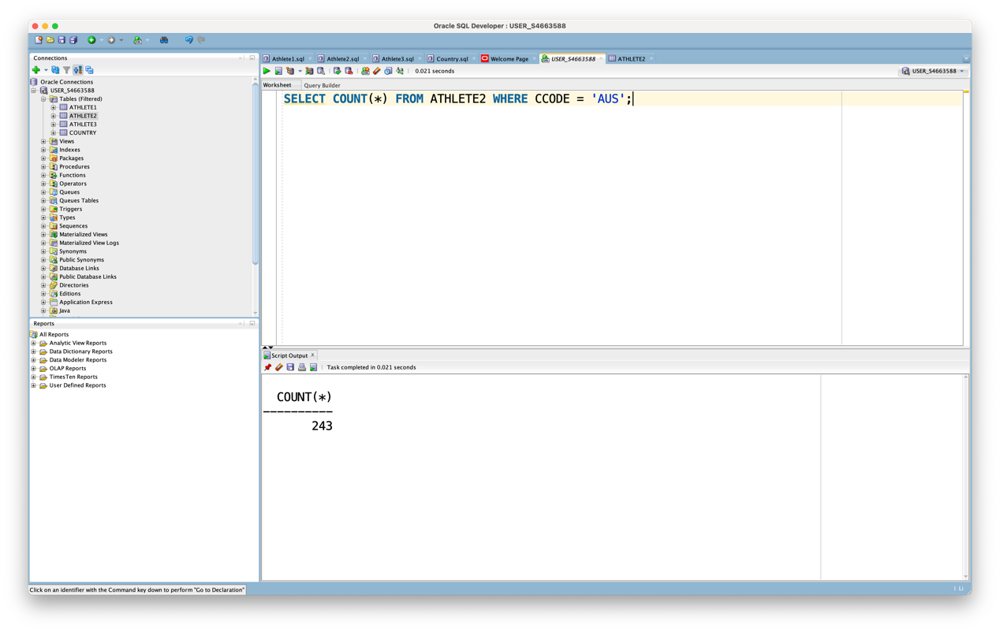 Oracle SQL Developer : USER_S4663588
Connections
Oracle Connections
USER_S4663588
Tables (Filtered)
ATHLETE1
ATHLETE2
ATHLETE3
COUNTRY
Views
Indexes
Packages
Procedures
Functions
Operators
Queues
Queues Tables
Triggers
Types
Sequences
Materialized Views
Materialized View Logs
Synonyms
Public Synonyms
Database Links
Public Database Links
Directories
Editions
Application Express
Java
Reports
All Reports
Analytic View Reports
Data Dictionary Reports
Data Modeler Reports
OLAP Reports
TimesTen Reports
User Defined Reports
Athlete1.sql Athlete2.sql Athlete3.sql Country.sql Welcome Page USER_S4663588 ATHLETE2
0.021 seconds USER_S4663588
Worksheet Query Builder
SELECT COUNT(*) FROM ATHLETE2 WHERE CCODE = 'AUS';
Script Output
Task completed in 0.021 seconds
COUNT(*)
----------
243
Click on an identifier with the Command key down to perform "Go to Declaration"